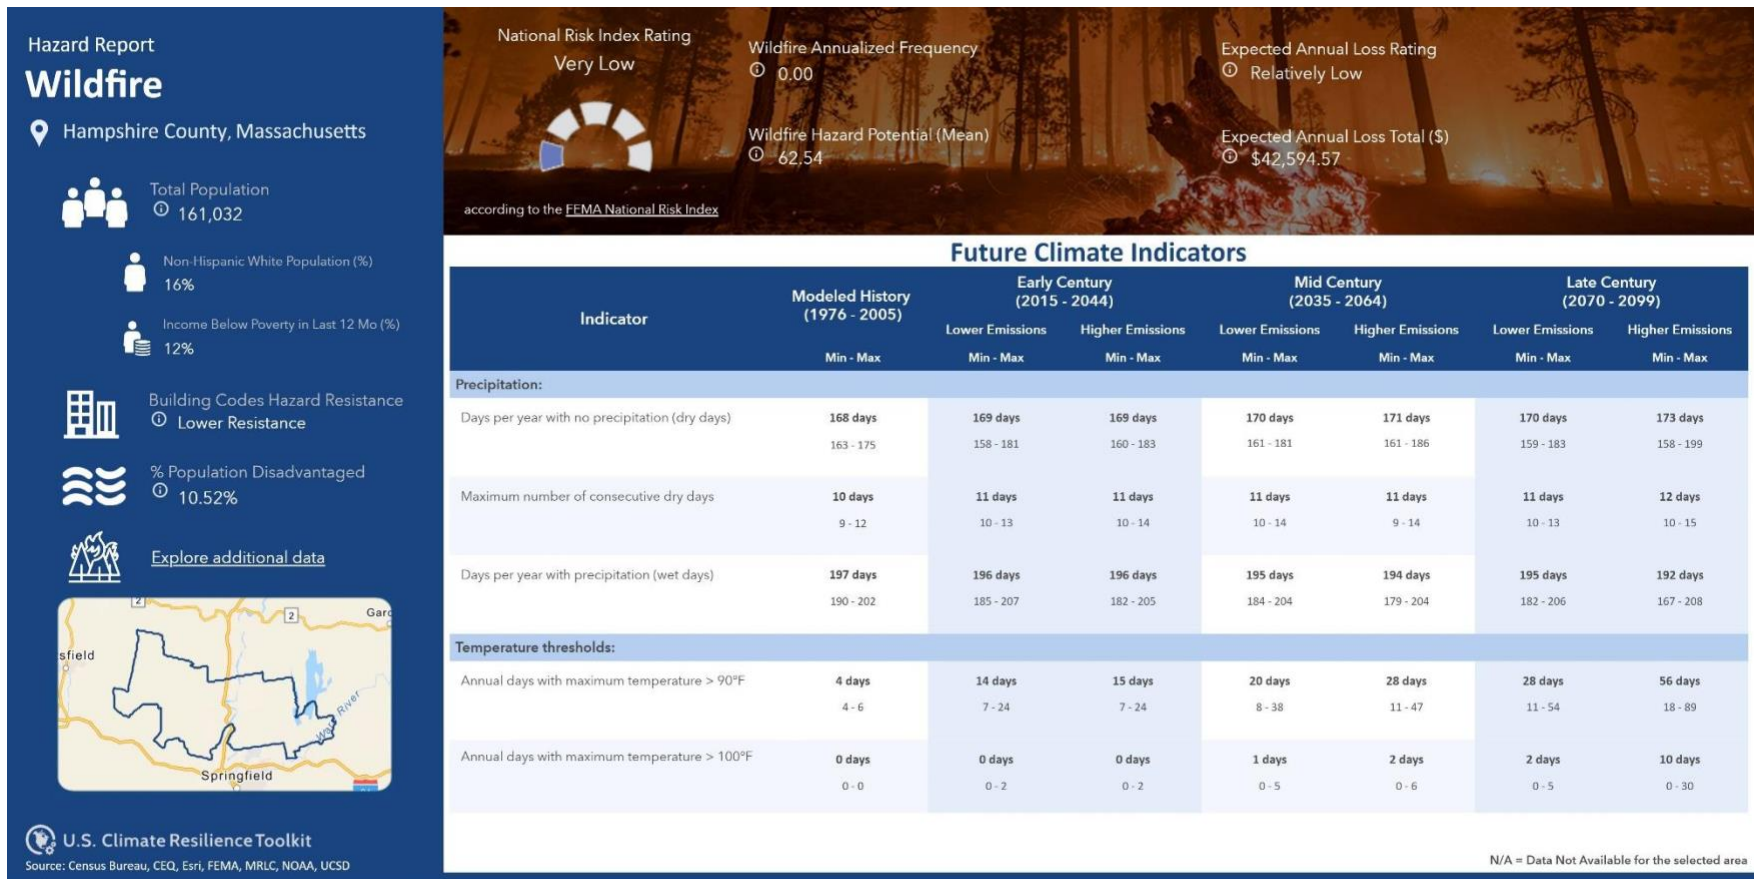 Hazard Report
Wildfire
Hampshire County, Massachusetts
Total Population
161,032
Non-Hispanic White Population (%)
16%
Income Below Poverty in Last 12 Mo (%)
12%
Building Codes Hazard Resistance
Lower Resistance
% Population Disadvantaged
10.52%
Explore additional data
2
2
Gard
sfield
Ware River
Springfield
U.S. Climate Resilience Toolkit
Source: Census Bureau, CEQ, Esri, FEMA, MRLC, NOAA, UCSD
National Risk Index Rating
Very Low
according to the FEMA National Risk Index
Wildfire Annualized Frequency
0.00
Wildfire Hazard Potential (Mean)
62.54
Expected Annual Loss Rating
Relatively Low
Expected Annual Loss Total ($)
$42,594.57
Future Climate Indicators
Indicator Modeled History (1976 - 2005) Early Century (2015 - 2044) Mid Century (2035 - 2064) Late Century (2070 - 2099)
Lower Emissions Higher Emissions Lower Emissions Higher Emissions Lower Emissions Higher Emissions
Min - Max Min - Max Min - Max Min - Max Min - Max Min - Max Min - Max
Precipitation:
Days per year with no precipitation (dry days) 168 days 169 days 169 days 170 days 171 days 170 days 173 days
163 - 175 158 - 181 160 - 183 161 - 181 161 - 186 159 - 183 158 - 199
Maximum number of consecutive dry days 10 days 11 days 11 days 11 days 11 days 11 days 12 days
9 - 12 10 - 13 10 - 14 10 - 14 9 - 14 10 - 13 10 - 15
Days per year with precipitation (wet days) 197 days 196 days 196 days 195 days 194 days 195 days 192 days
190 - 202 185 - 207 182 - 205 184 - 204 179 - 204 182 - 206 167 - 208
Temperature thresholds:
Annual days with maximum temperature > 90°F 4 days 14 days 15 days 20 days 28 days 28 days 56 days
4 - 6 7 - 24 7 - 24 8 - 38 11 - 47 11 - 54 18 - 89
Annual days with maximum temperature > 100°F 0 days 0 days 0 days 1 days 2 days 2 days 10 days
0 - 0 0 - 2 0 - 2 0 - 5 0 - 6 0 - 5 0 - 30
N/A = Data Not Available for the selected area